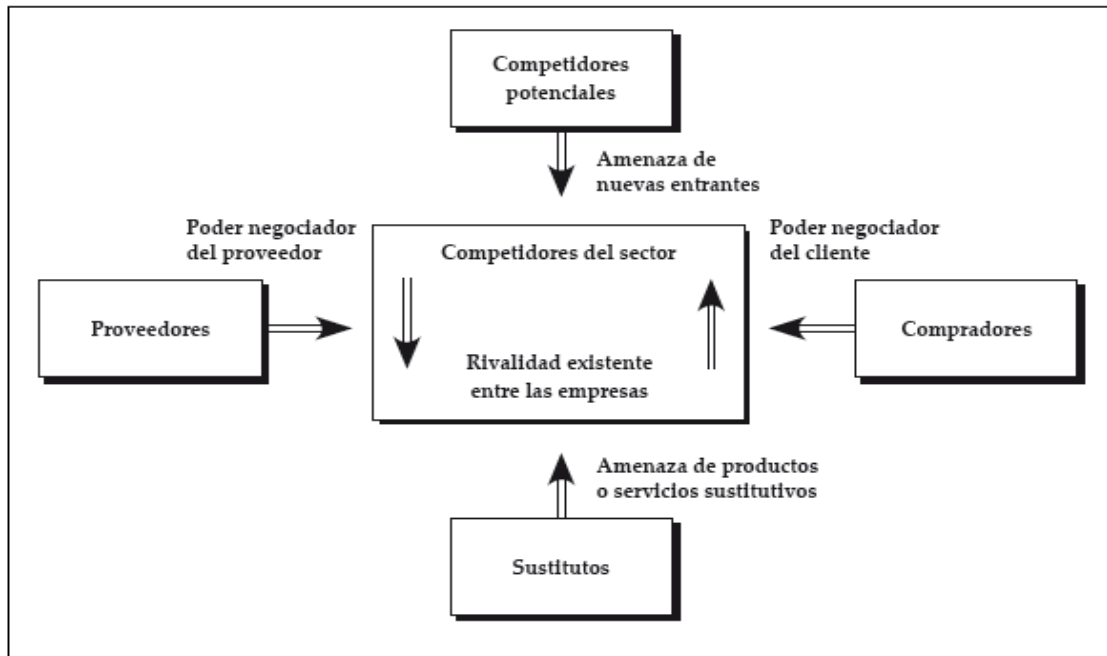 Competidores
potenciales
Amenaza de
nuevas entrantes
Poder negociador
del proveedor
Competidores del sector
Poder negociador
del cliente
Proveedores
Compradores
Rivalidad existente
entre las empresas
Amenaza de productos
o servicios sustitutivos
Sustitutos